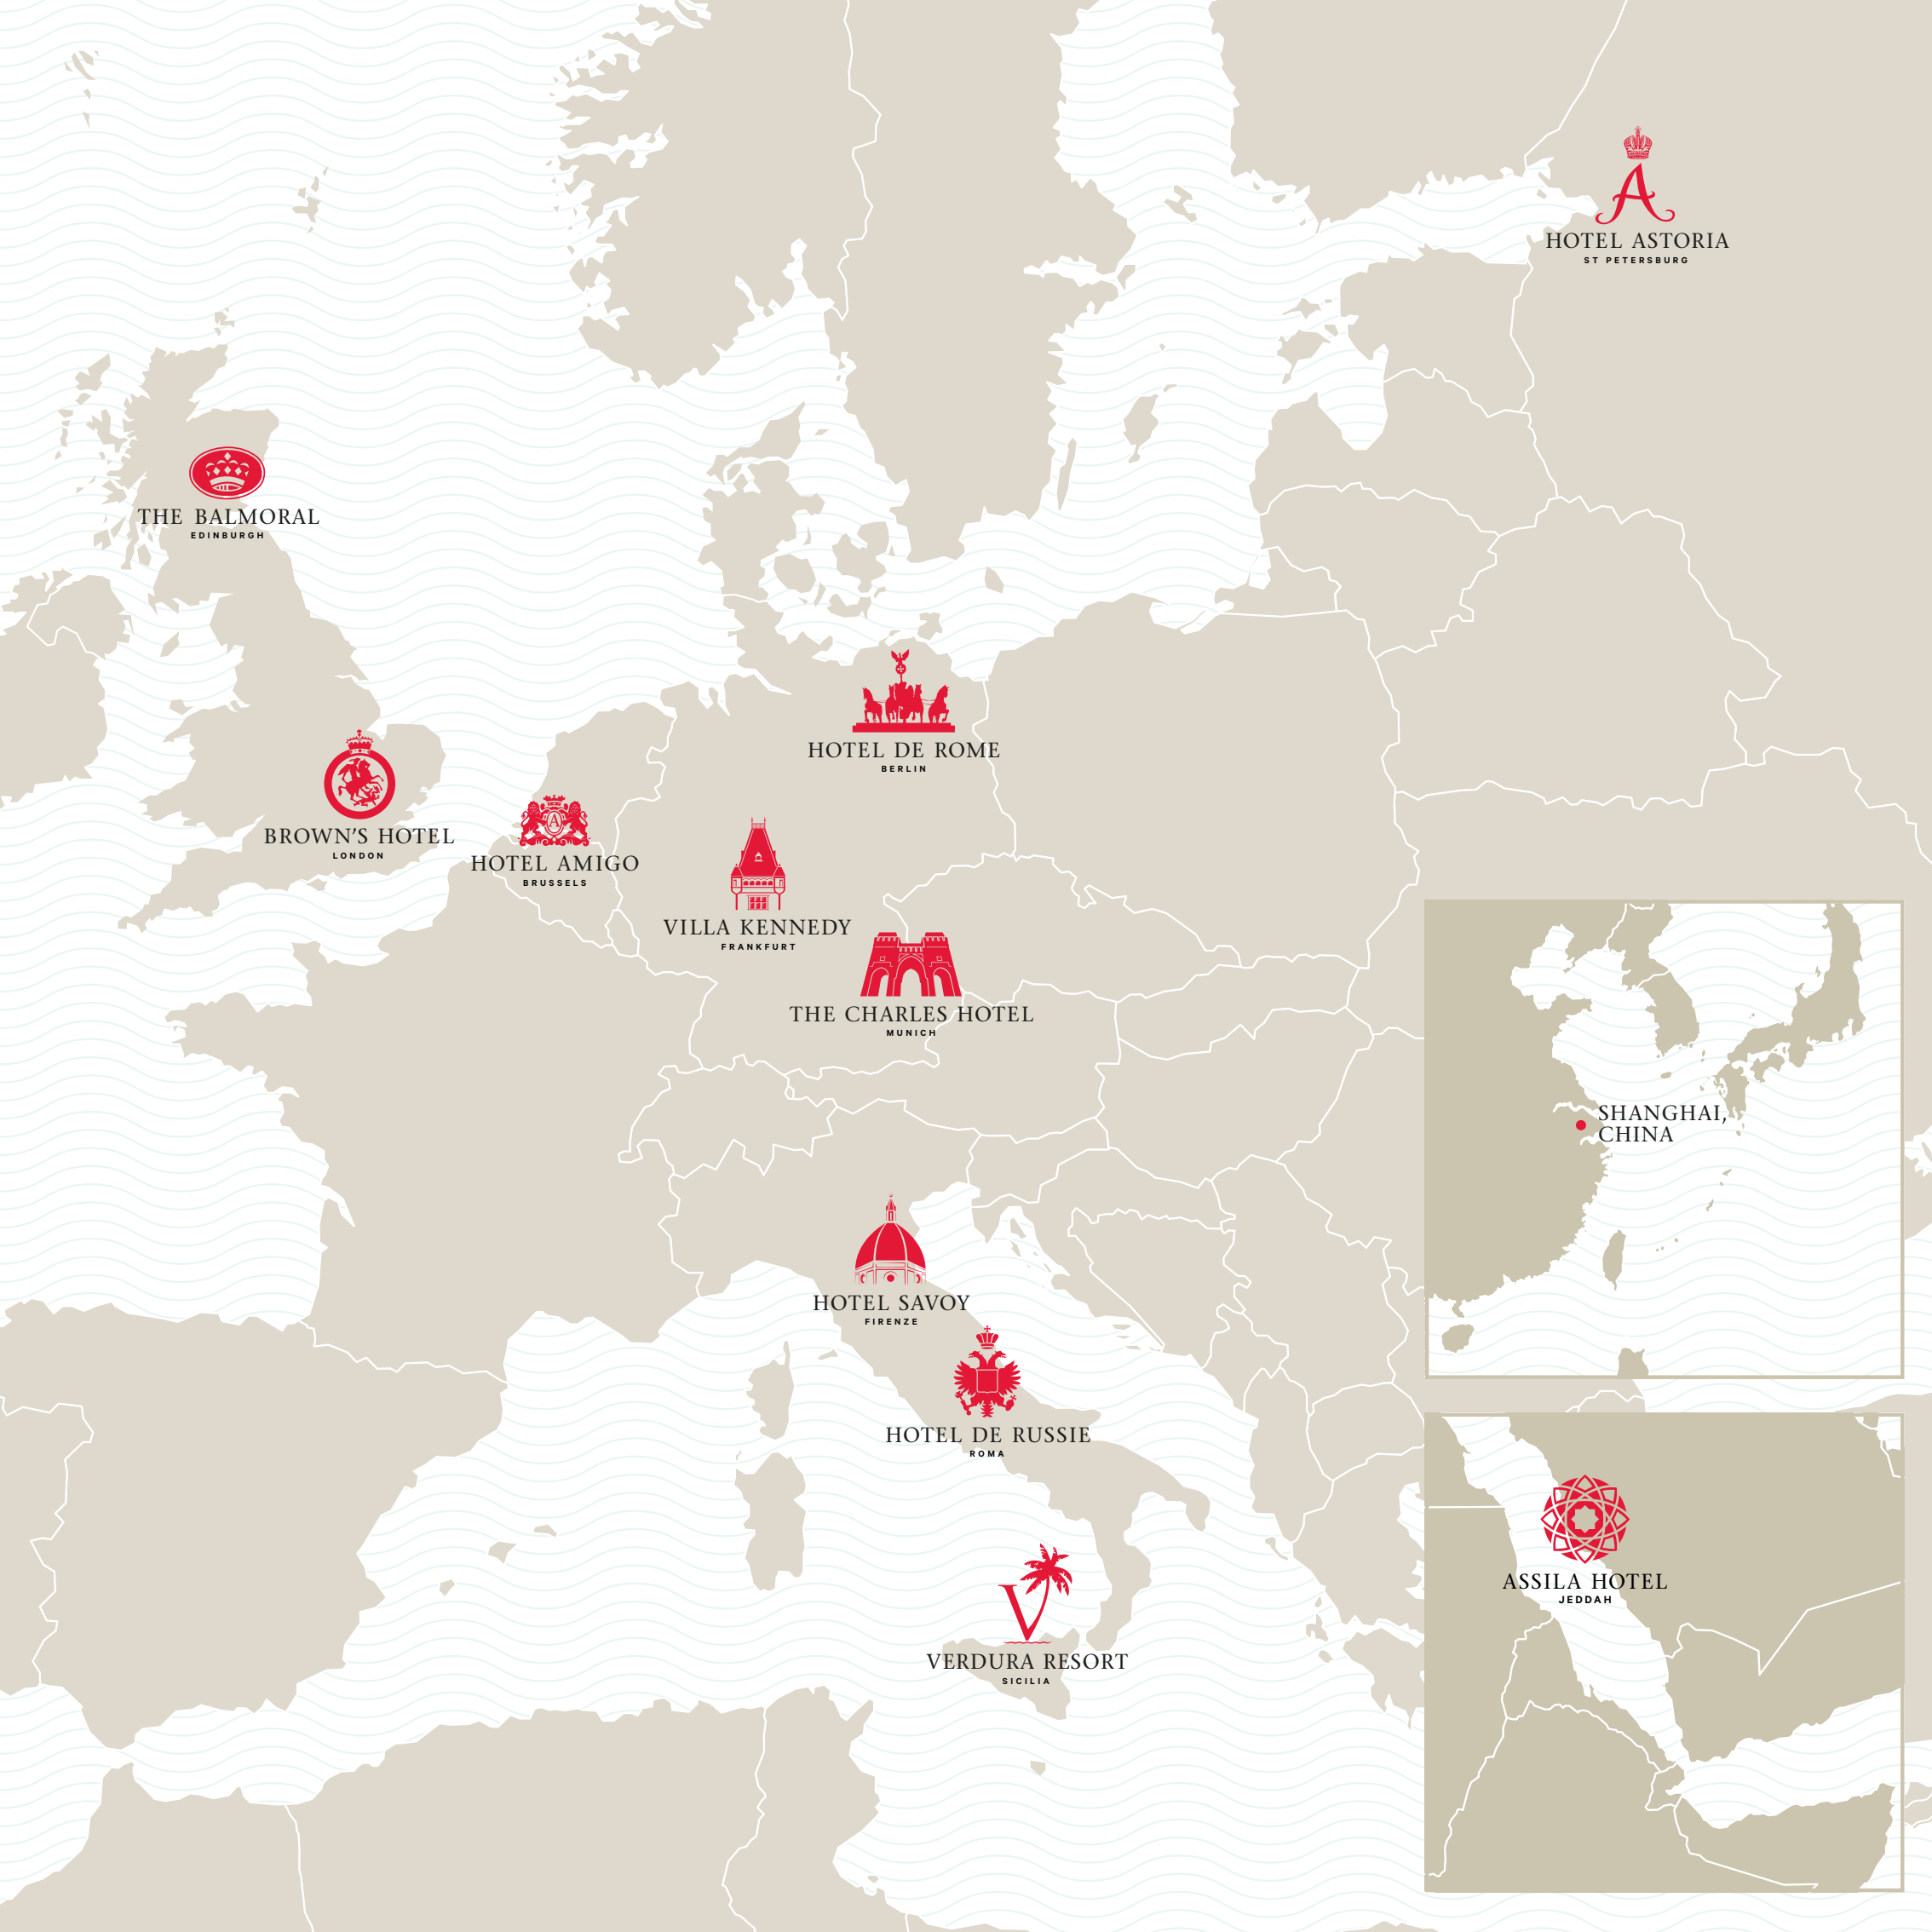 HOTEL ASTORIA
ST PETERSBURG
THE BALMORAL
EDINBURGH
HOTEL DE ROME
BERLIN
BROWN'S HOTEL
LONDON
A
HOTEL AMIGO
BRUSSELS
VILLA KENNEDY
FRANKFURT
THE CHARLES HOTEL
MUNICH
SHANGHAI,
CHINA
HOTEL SAVOY
FIRENZE
HOTEL DE RUSSIE
ROMA
ASSILA HOTEL
JEDDAH
VERDURA RESORT
SICILIA